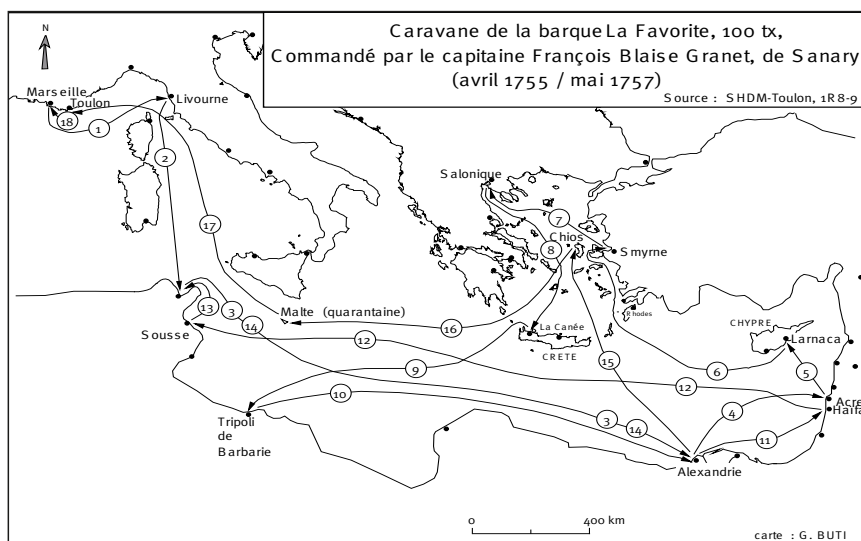 Caravane de la barque La Favorite, 100 tx,
Commandé par le capitaine François Blaise Granet, de Sanary
(avril 1755 / mai 1757)
Source : SHDM-Toulon, 1R8-9
N
Marseille
Toulon
Livourne
18
1
2
Salonique
17
7
8
Chios
Smyrne
Malte (quarantaine)
Rhodes
13
3
14
Sousse
16
La Canée
CRETE
CHYPRE
Larnaca
12
15
6
9
5
10
12
Acre
Haïfa
Tripoli
de
Barbarie
3
14
4
11
Alexandrie
0
400 km
carte : G. BUTI